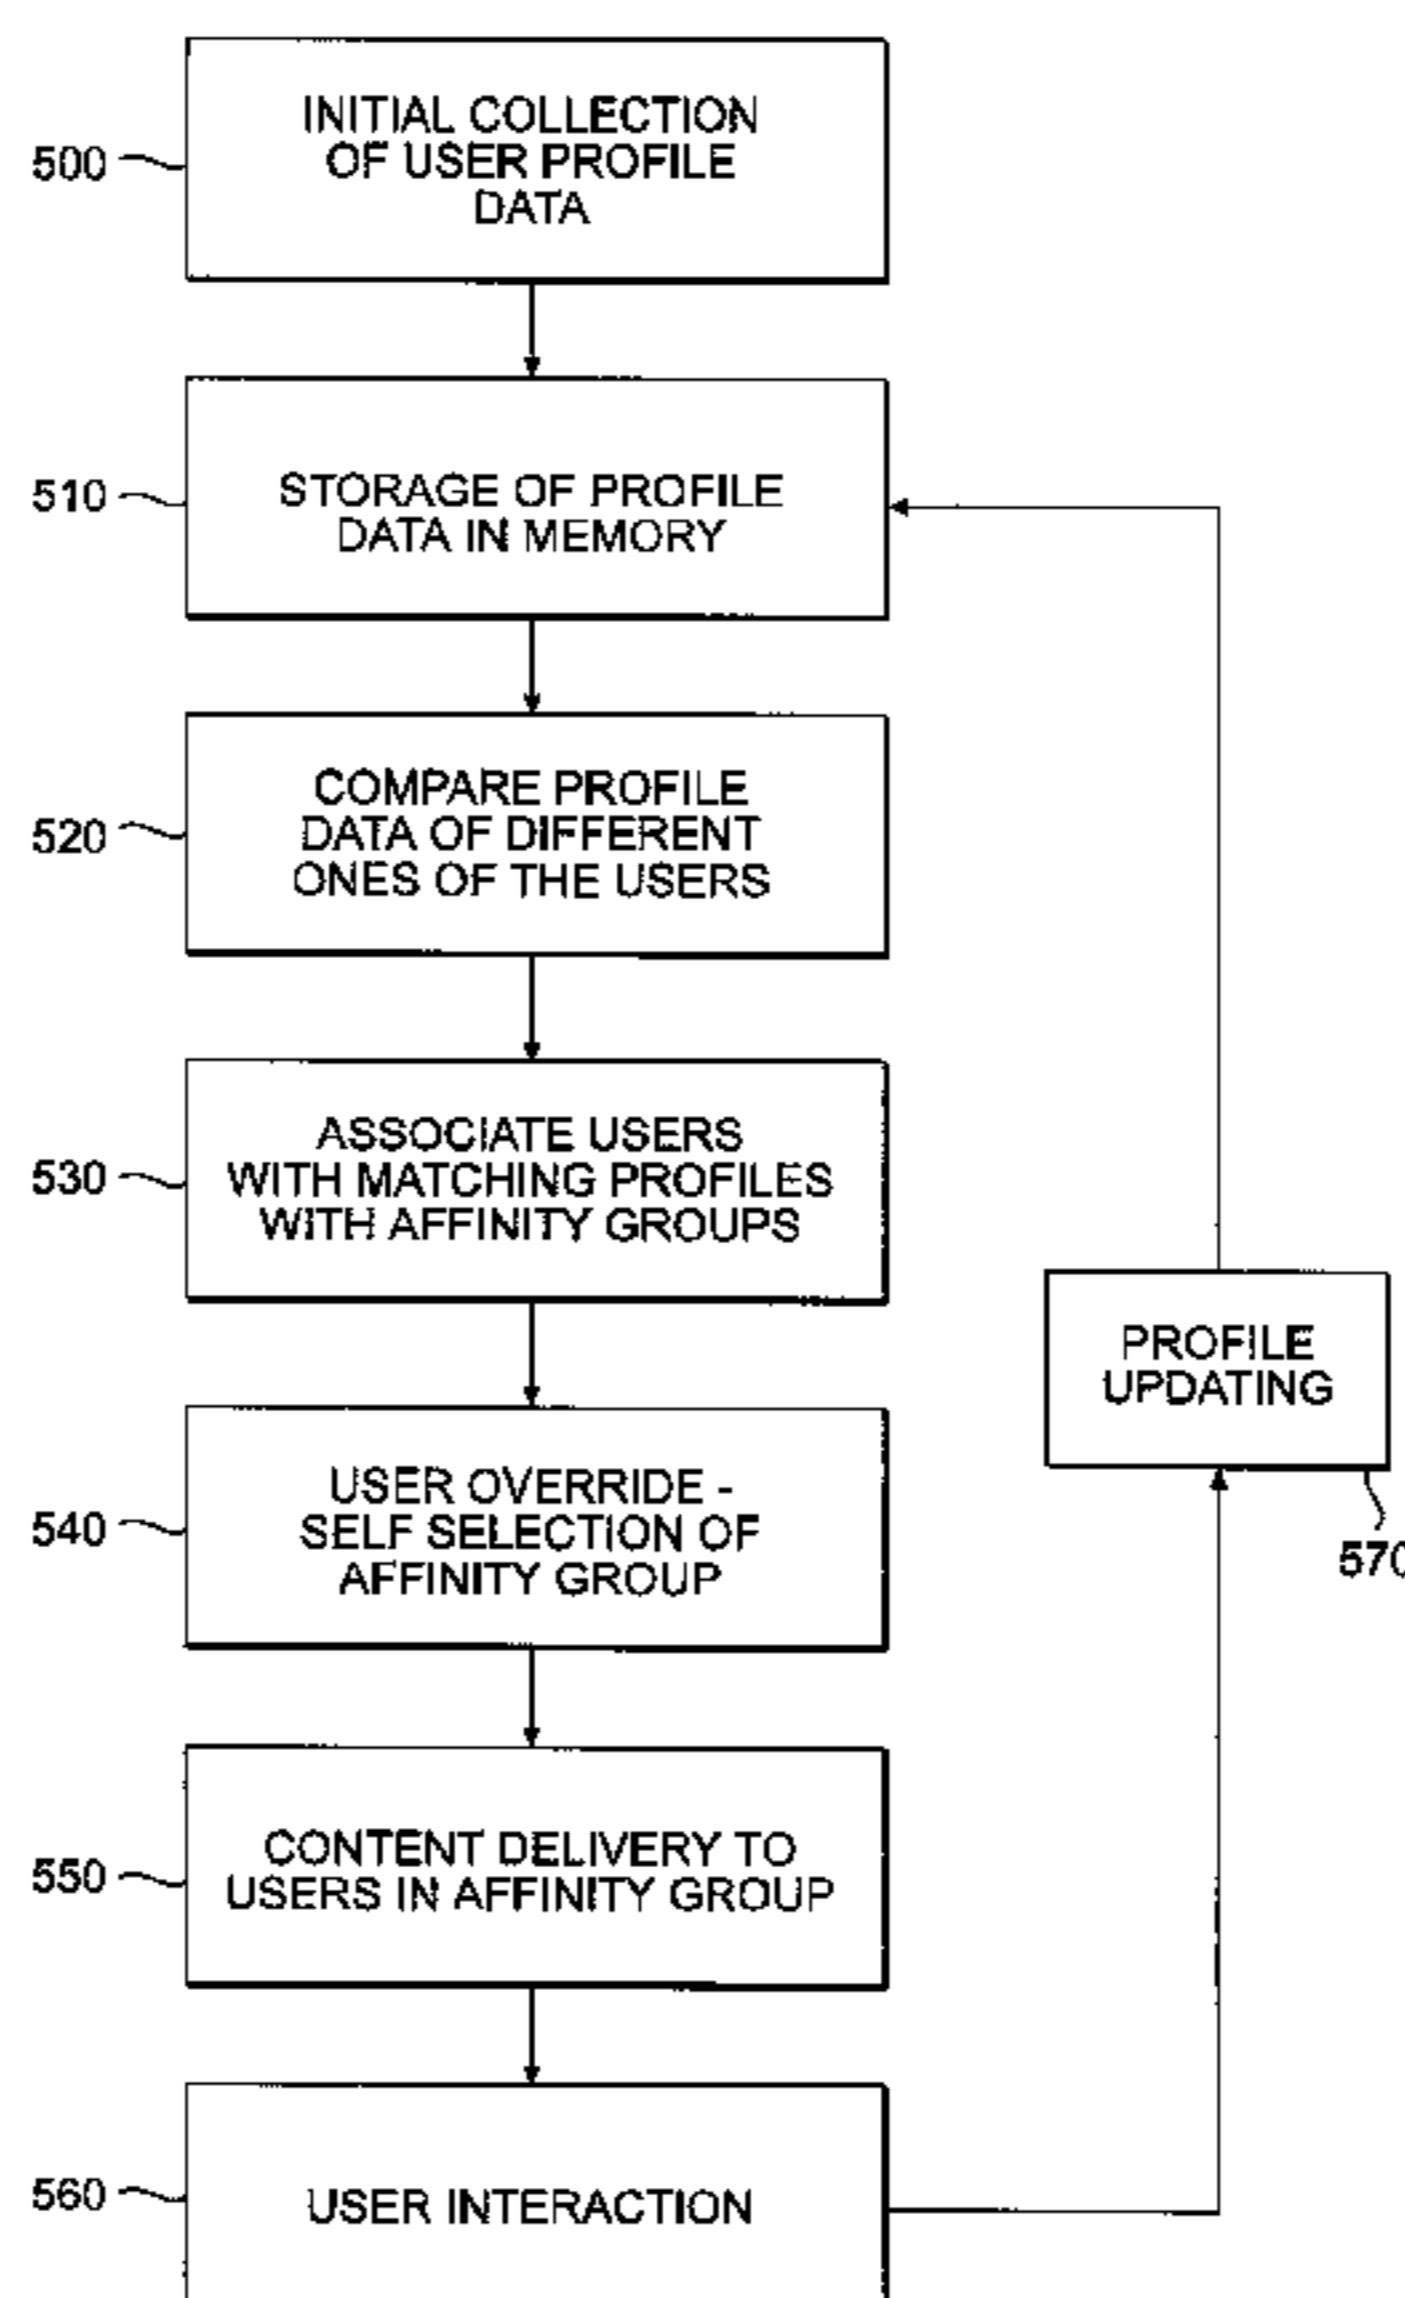 500
INITIAL COLLECTION
OF USER PROFILE
DATA
510
STORAGE OF PROFILE
DATA IN MEMORY
520
COMPARE PROFILE
DATA OF DIFFERENT
ONES OF THE USERS
530
ASSOCIATE USERS
WITH MATCHING PROFILES
WITH AFFINITY GROUPS
PROFILE
UPDATING
570
540
USER OVERRIDE -
SELF SELECTION OF
AFFINITY GROUP
550
CONTENT DELIVERY TO
USERS IN AFFINITY GROUP
560
USER INTERACTION